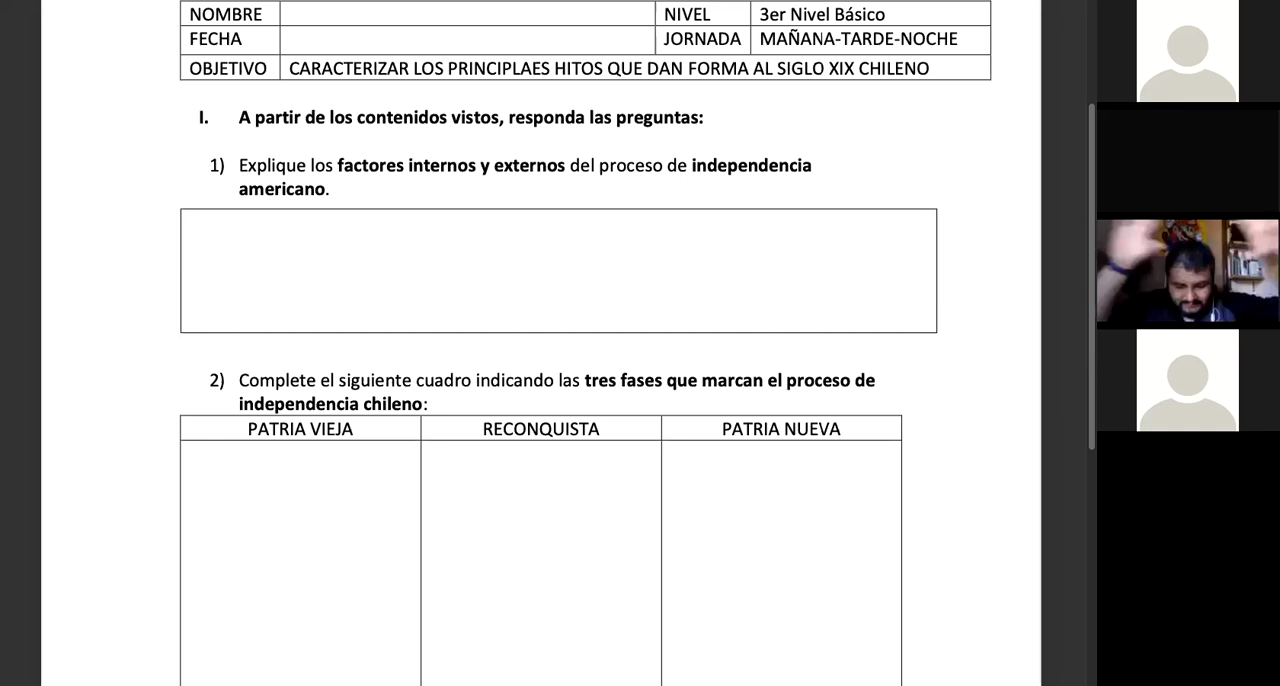 NOMBRE NIVEL 3er Nivel Básico
FECHA JORNADA MAÑANA-TARDE-NOCHE
OBJETIVO CARACTERIZAR LOS PRINCIPLAES HITOS QUE DAN FORMA AL SIGLO XIX CHILENO
I. A partir de los contenidos vistos, responda las preguntas:
1) Explique los factores internos y externos del proceso de independencia
americano.
2) Complete el siguiente cuadro indicando las tres fases que marcan el proceso de
independencia chileno:
PATRIA VIEJA RECONQUISTA PATRIA NUEVA